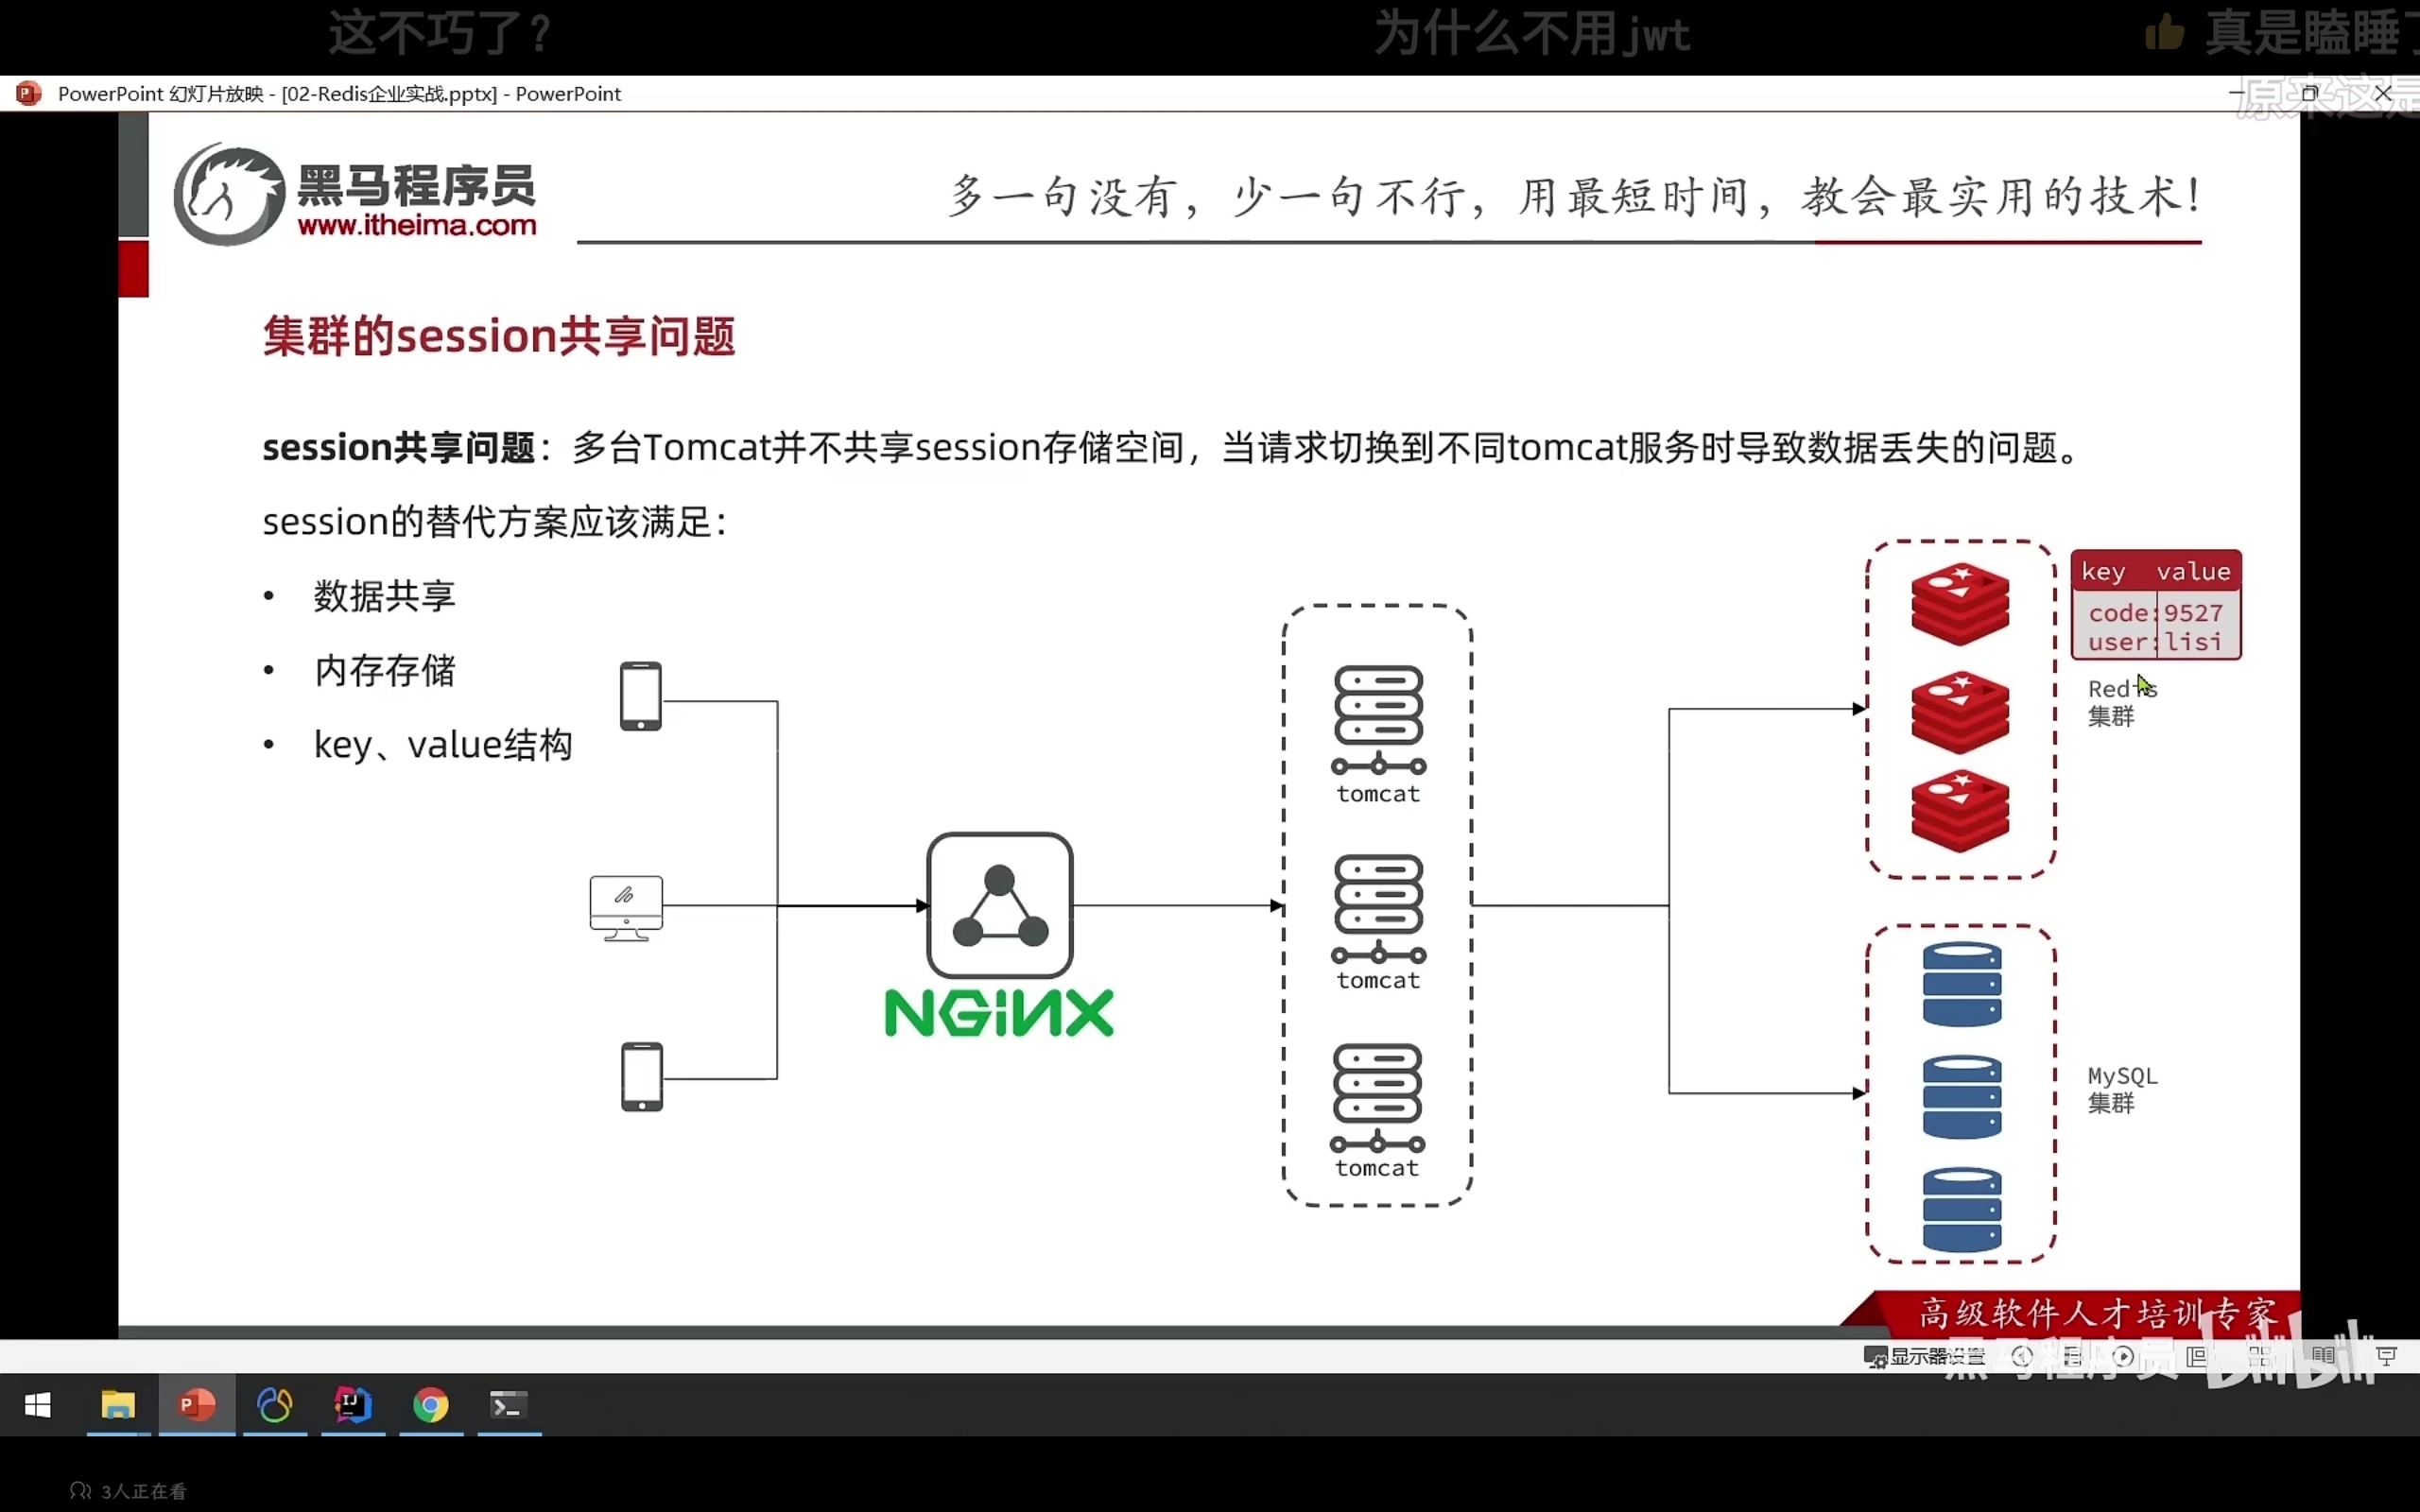 这不巧了？
为什么不用jwt
真是瞌睡
PowerPoint 幻灯片放映 - [02-Redis企业实战.pptx] - PowerPoint
原来这是
黑马程序员
www.itheima.com
多一句没有，少一句不行，用最短时间，教会最实用的技术！
集群的session共享问题
session共享问题：多台Tomcat并不共享session存储空间，当请求切换到不同tomcat服务时导致数据丢失的问题。
session的替代方案应该满足：
• 数据共享
• 内存存储
• key、value结构
NGINX
tomcat
tomcat
tomcat
key value
code:9527
user:lisi
Redis
集群
MySQL
集群
高级软件人才培训专家
黑马程序员 bilibili
显示器设置
3人正在看